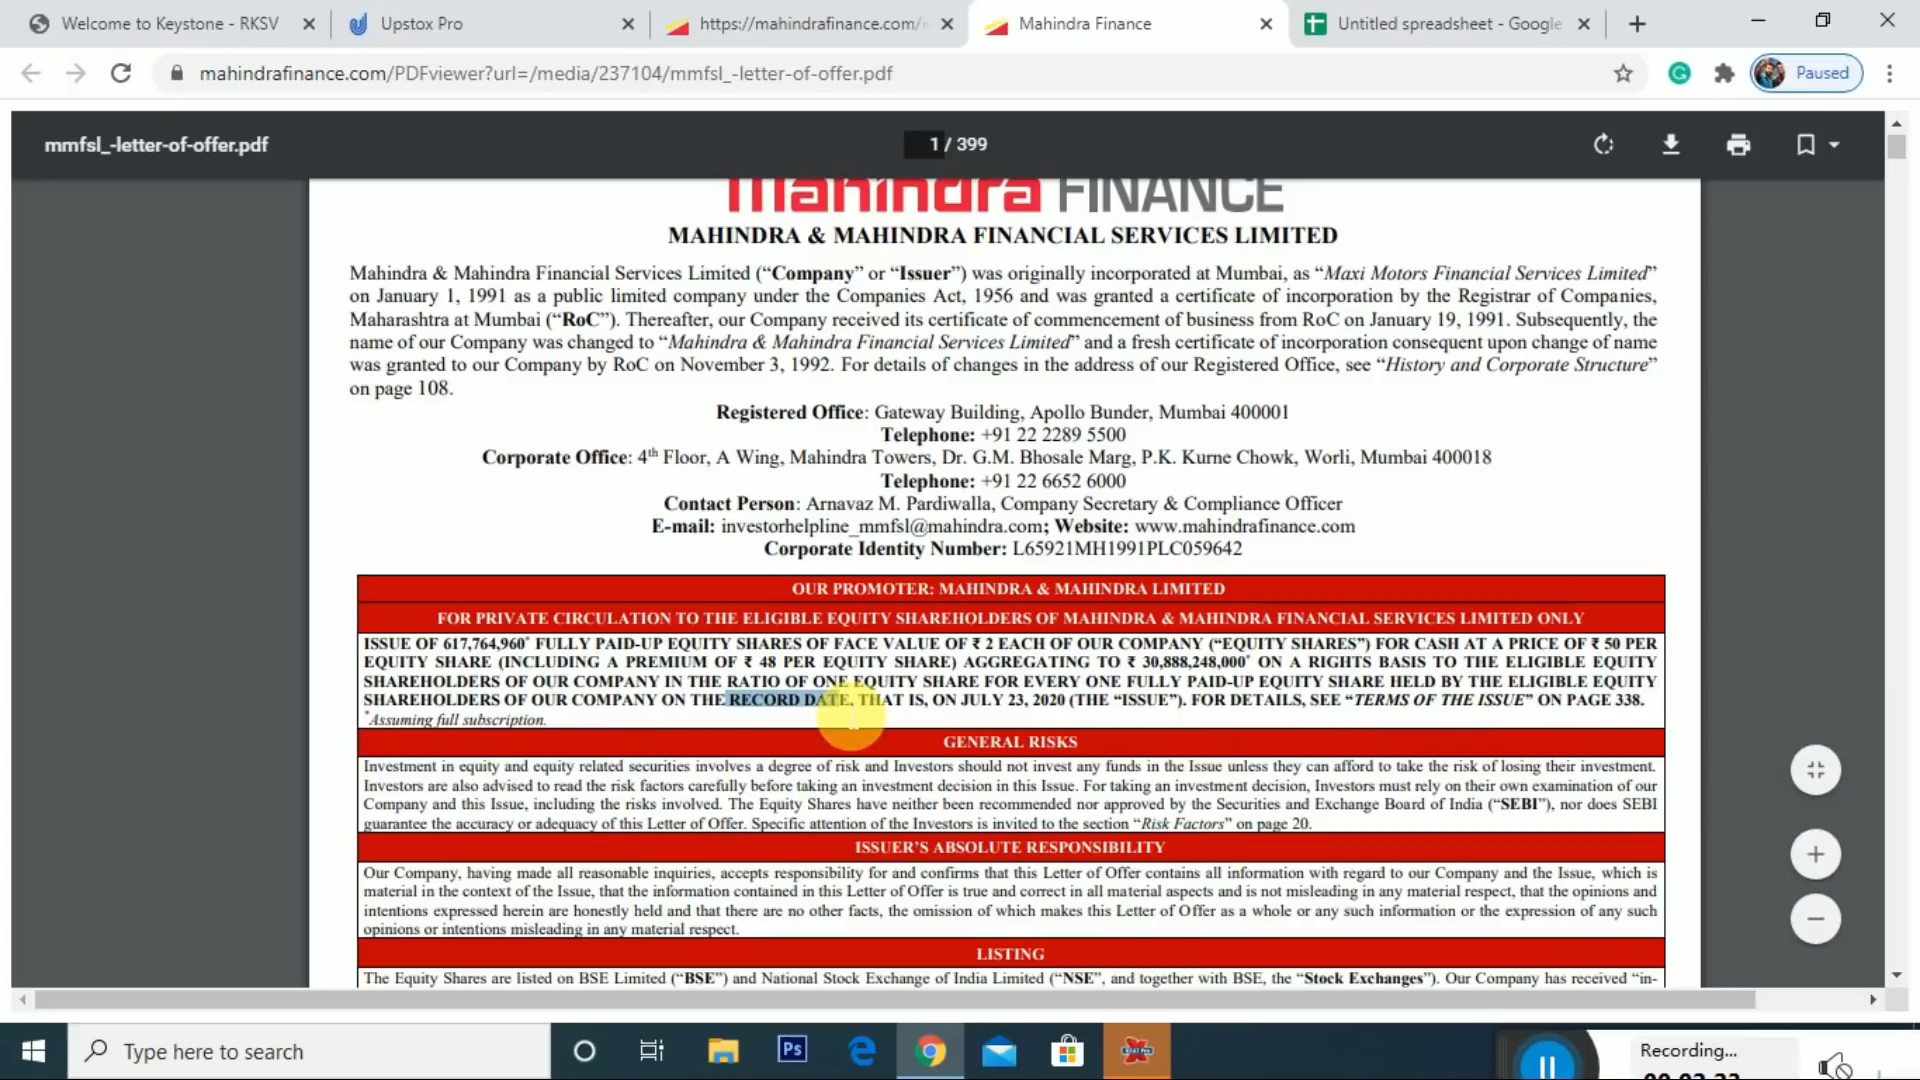 Welcome to Keystone - RKSV
Upstox Pro
https://mahindrafinance.com/
Mahindra Finance
Untitled spreadsheet - Google
mahindrafinance.com/PDFviewer?url=/media/237104/mmfsl_-letter-of-offer.pdf
Paused
mmfsl_-letter-of-offer.pdf
1 / 399
mahindra FINANCE
MAHINDRA & MAHINDRA FINANCIAL SERVICES LIMITED
Mahindra & Mahindra Financial Services Limited (“Company” or “Issuer”) was originally incorporated at Mumbai, as “Maxi Motors Financial Services Limited”
on January 1, 1991 as a public limited company under the Companies Act, 1956 and was granted a certificate of incorporation by the Registrar of Companies,
Maharashtra at Mumbai (“RoC”). Thereafter, our Company received its certificate of commencement of business from RoC on January 19, 1991. Subsequently, the
name of our Company was changed to “Mahindra & Mahindra Financial Services Limited” and a fresh certificate of incorporation consequent upon change of name
was granted to our Company by RoC on November 3, 1992. For details of changes in the address of our Registered Office, see “History and Corporate Structure”
on page 108.
Registered Office: Gateway Building, Apollo Bunder, Mumbai 400001
Telephone: +91 22 2289 5500
Corporate Office: 4th Floor, A Wing, Mahindra Towers, Dr. G.M. Bhosale Marg, P.K. Kurne Chowk, Worli, Mumbai 400018
Telephone: +91 22 6652 6000
Contact Person: Arnavaz M. Pardiwalla, Company Secretary & Compliance Officer
E-mail: investorhelpline_mmfsl@mahindra.com; Website: www.mahindrafinance.com
Corporate Identity Number: L65921MH1991PLC059642
OUR PROMOTER: MAHINDRA & MAHINDRA LIMITED
FOR PRIVATE CIRCULATION TO THE ELIGIBLE EQUITY SHAREHOLDERS OF MAHINDRA & MAHINDRA FINANCIAL SERVICES LIMITED ONLY
ISSUE OF 617,764,960* FULLY PAID-UP EQUITY SHARES OF FACE VALUE OF ₹ 2 EACH OF OUR COMPANY (“EQUITY SHARES”) FOR CASH AT A PRICE OF ₹ 50 PER
EQUITY SHARE (INCLUDING A PREMIUM OF ₹ 48 PER EQUITY SHARE) AGGREGATING TO ₹ 30,888,248,000* ON A RIGHTS BASIS TO THE ELIGIBLE EQUITY
SHAREHOLDERS OF OUR COMPANY IN THE RATIO OF ONE EQUITY SHARE FOR EVERY ONE FULLY PAID-UP EQUITY SHARE HELD BY THE ELIGIBLE EQUITY
SHAREHOLDERS OF OUR COMPANY ON THE RECORD DATE, THAT IS, ON JULY 23, 2020 (THE “ISSUE”). FOR DETAILS, SEE “TERMS OF THE ISSUE” ON PAGE 338.
*Assuming full subscription.
GENERAL RISKS
Investment in equity and equity related securities involves a degree of risk and Investors should not invest any funds in the Issue unless they can afford to take the risk of losing their investment.
Investors are also advised to read the risk factors carefully before taking an investment decision in this Issue. For taking an investment decision, Investors must rely on their own examination of our
Company and this Issue, including the risks involved. The Equity Shares have neither been recommended nor approved by the Securities and Exchange Board of India (“SEBI”), nor does SEBI
guarantee the accuracy or adequacy of this Letter of Offer. Specific attention of the Investors is invited to the section “Risk Factors” on page 20.
ISSUER’S ABSOLUTE RESPONSIBILITY
Our Company, having made all reasonable inquiries, accepts responsibility for and confirms that this Letter of Offer contains all information with regard to our Company and the Issue, which is
material in the context of the Issue, that the information contained in this Letter of Offer is true and correct in all material aspects and is not misleading in any material respect, that the opinions and
intentions expressed herein are honestly held and that there are no other facts, the omission of which makes this Letter of Offer as a whole or any such information or the expression of any such
opinions or intentions misleading in any material respect.
LISTING
The Equity Shares are listed on BSE Limited (“BSE”) and National Stock Exchange of India Limited (“NSE”, and together with BSE, the “Stock Exchanges”). Our Company has received “in-
Type here to search
Ps
Recording...